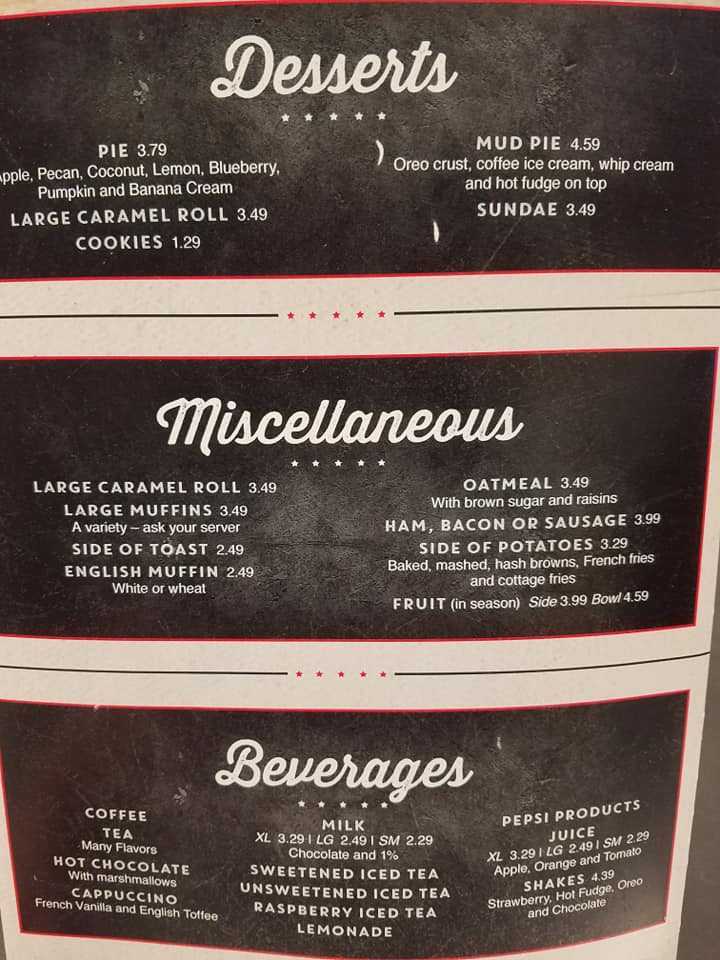 Desserts
PIE 3.79
Apple, Pecan, Coconut, Lemon, Blueberry,
Pumpkin and Banana Cream
LARGE CARAMEL ROLL 3.49
COOKIES 1.29
MUD PIE 4.59
Oreo crust, coffee ice cream, whip cream
and hot fudge on top
SUNDAE 3.49
Miscellaneous
LARGE CARAMEL ROLL 3.49
LARGE MUFFINS 3.49
A variety – ask your server
SIDE OF TOAST 2.49
ENGLISH MUFFIN 2.49
White or wheat
OATMEAL 3.49
With brown sugar and raisins
HAM, BACON OR SAUSAGE 3.99
SIDE OF POTATOES 3.29
Baked, mashed, hash browns, French fries
and cottage fries
FRUIT (in season) Side 3.99 Bowl 4.59
Beverages
COFFEE
TEA
Many Flavors
HOT CHOCOLATE
With marshmallows
CAPPUCCINO
French Vanilla and English Toffee
MILK
XL 3.29 | LG 2.49 | SM 2.29
Chocolate and 1%
SWEETENED ICED TEA
UNSWEETENED ICED TEA
RASPBERRY ICED TEA
LEMONADE
PEPSI PRODUCTS
JUICE
XL 3.29 | LG 2.49 | SM 2.29
Apple, Orange and Tomato
SHAKES 4.39
Strawberry, Hot Fudge, Oreo
and Chocolate